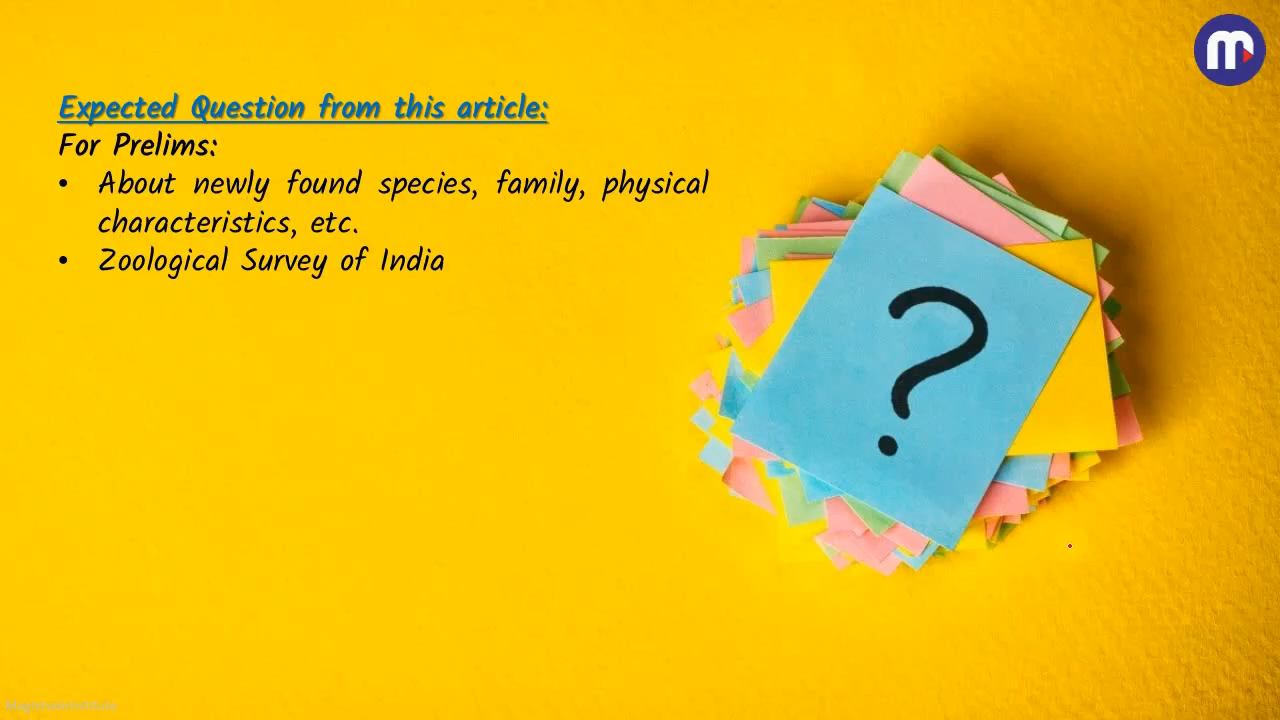 Expected Question from this article:
For Prelims:
• About newly found species, family, physical
characteristics, etc.
• Zoological Survey of India
?
m